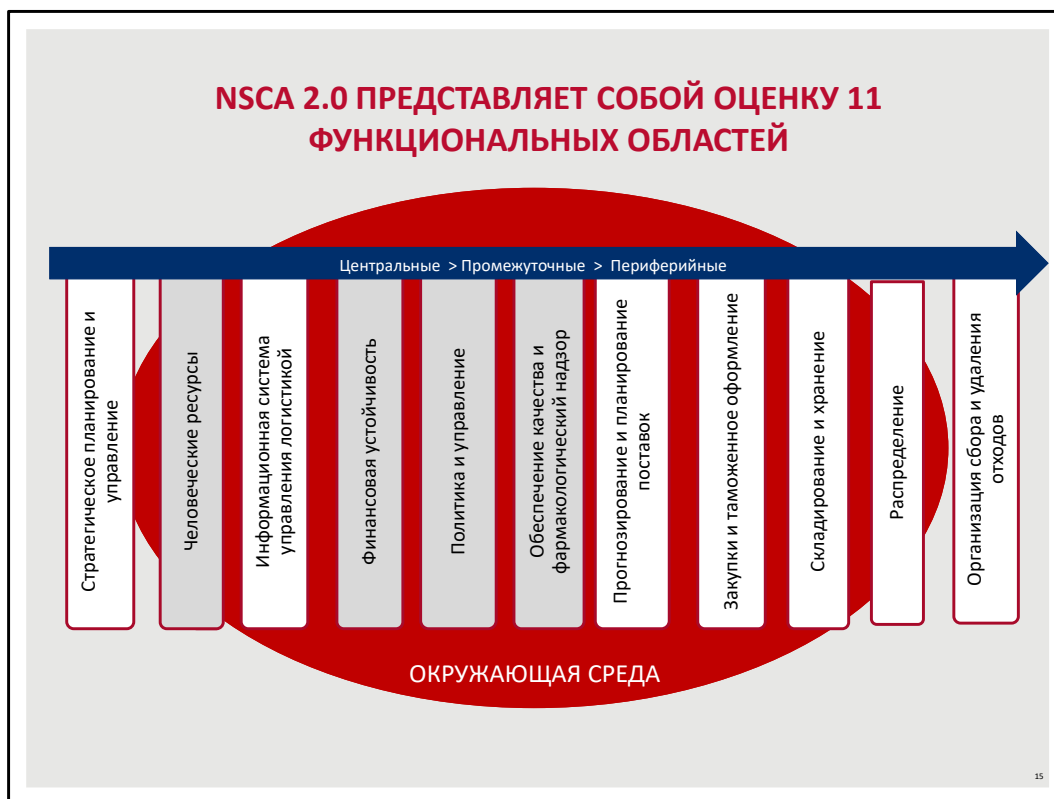 NSCA 2.0 ПРЕДСТАВЛЯЕТ СОБОЙ ОЦЕНКУ 11
ФУНКЦИОНАЛЬНЫХ ОБЛАСТЕЙ
Центральные > Промежуточные > Периферийные
Стратегическое планирование и
управление
Человеческие ресурсы
Информационная система
управления логистикой
Финансовая устойчивость
Политика и управление
Обеспечение качества и
фармакологический надзор
Прогнозирование и планирование
поставок
Закупки и таможенное оформление
Складирование и хранение
Распределение
Организация сбора и удаления
отходов
ОКРУЖАЮЩАЯ СРЕДА
15